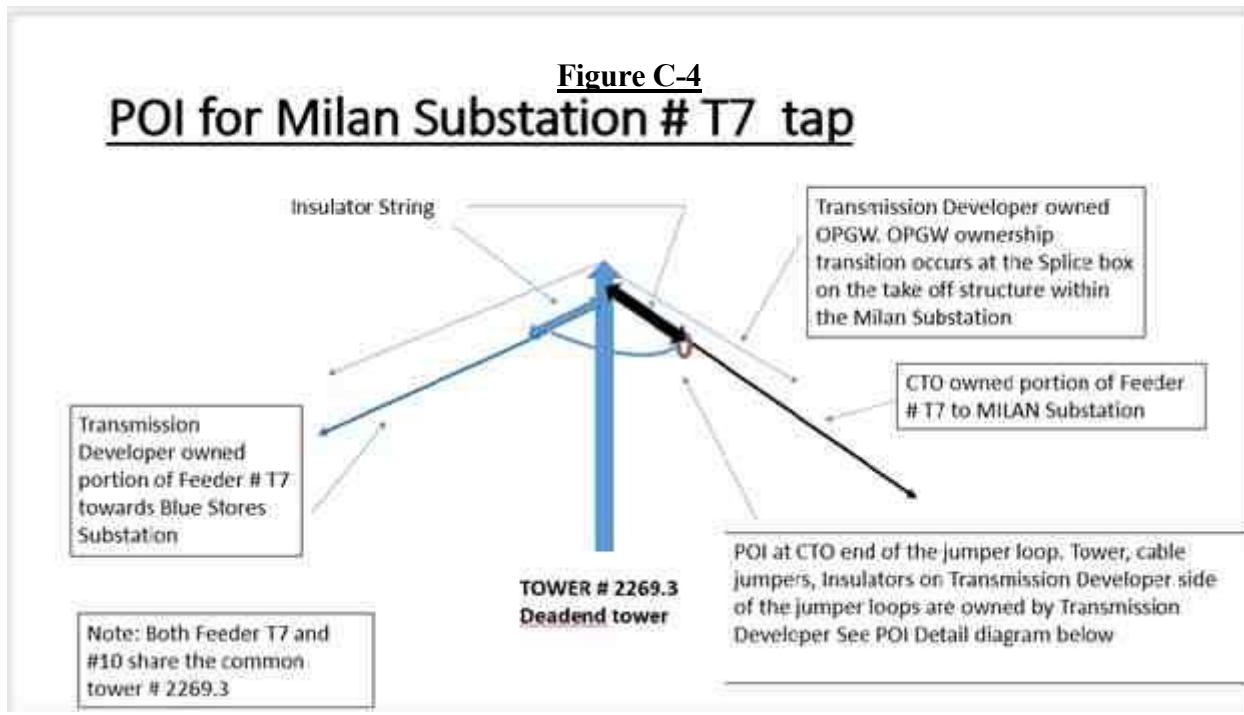 Figure C-4
POI for Milan Substation # T7 tap
Insulator String
Transmission Developer owned
OPGW. OPGW ownership
transition occurs at the Splice box
on the take off structure within
the Milan Substation
CTO owned portion of Feeder
# T7 to MILAN Substation
Transmission
Developer owned
portion of Feeder # T7
towards Blue Stores
Substation
POI at CTO end of the jumper loop. Tower, cable
jumpers, Insulators on Transmission Developer side
of the jumper loops are owned by Transmission
Developer See POI Detail diagram below
TOWER # 2269.3
Deadend tower
Note: Both Feeder T7 and
#10 share the common
tower # 2269.3